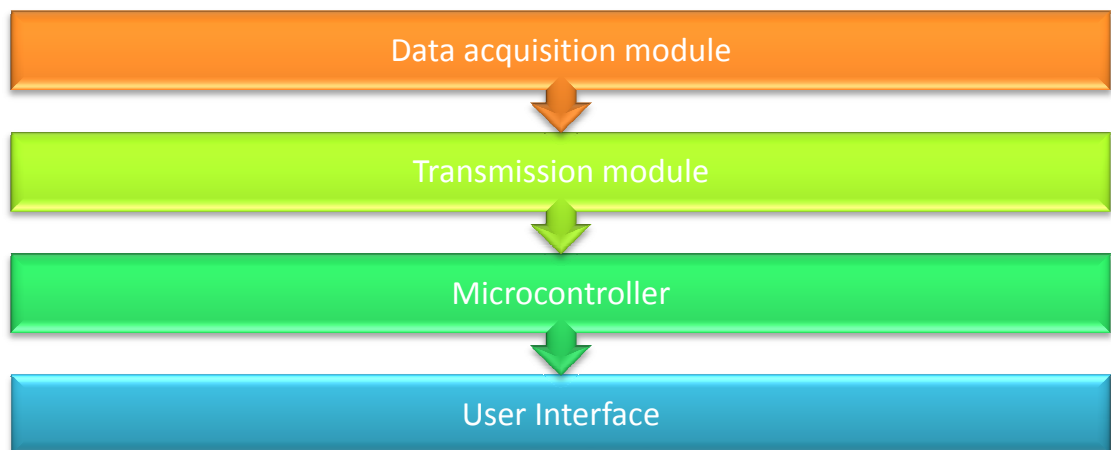 Data acquisition module
Transmission module
Microcontroller
User Interface